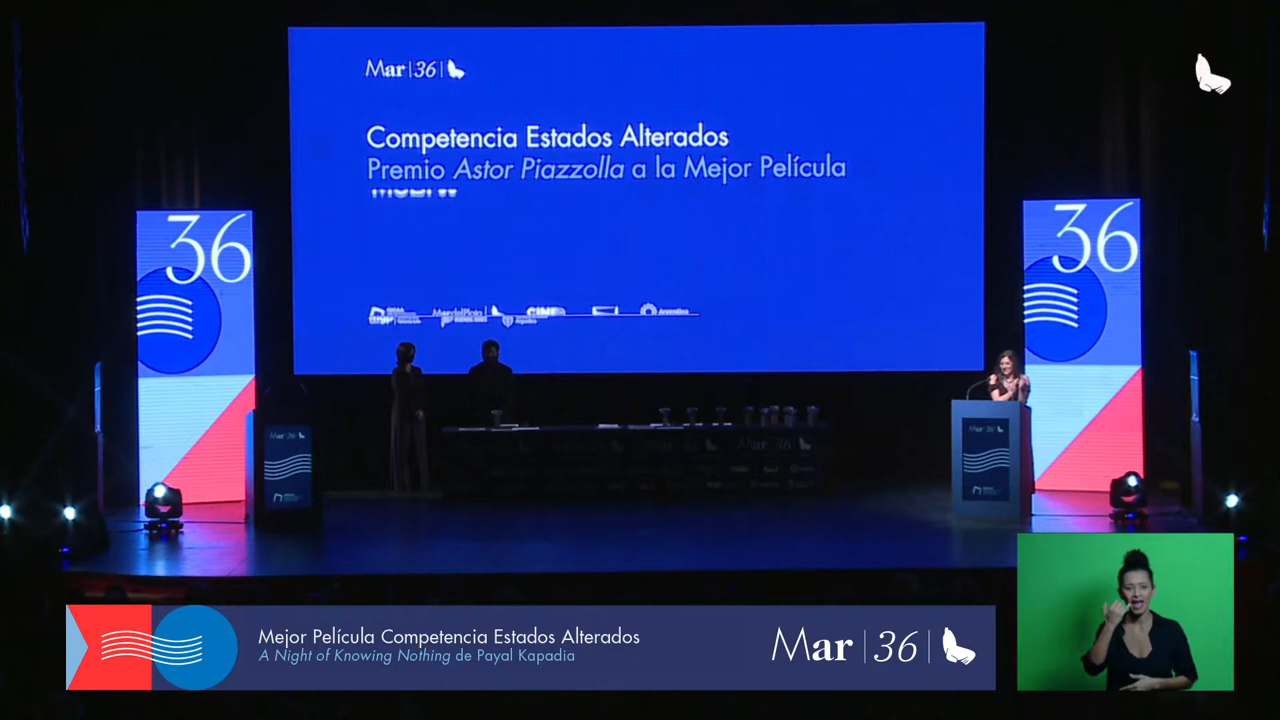 Mar | 36 |
Competencia Estados Alterados
Premio Astor Piazzolla a la Mejor Película
36
36
Mar | 36 |
Mar | 36 |
Mejor Película Competencia Estados Alterados
A Night of Knowing Nothing de Payal Kapadia
Mar | 36 |